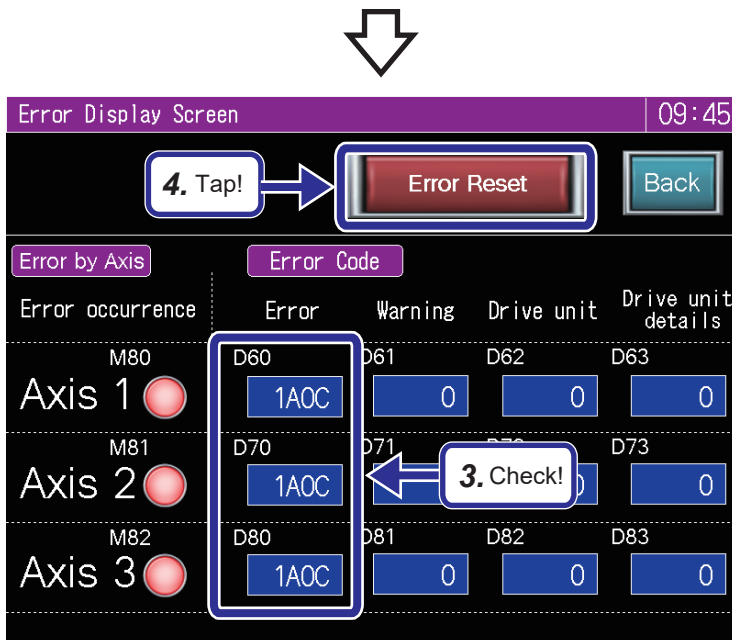 Error Display Screen 09:45
4. Tap! Error Reset Back
Error by Axis Error Code
Error occurrence Error Warning Drive unit Drive unit details
M80 D60 D61 D62 D63
Axis 1 1A0C 0 0 0
M81 D70 D71 D73
Axis 2 1A0C 3. Check! 0
M82 D80 D81 D82 D83
Axis 3 1A0C 0 0 0